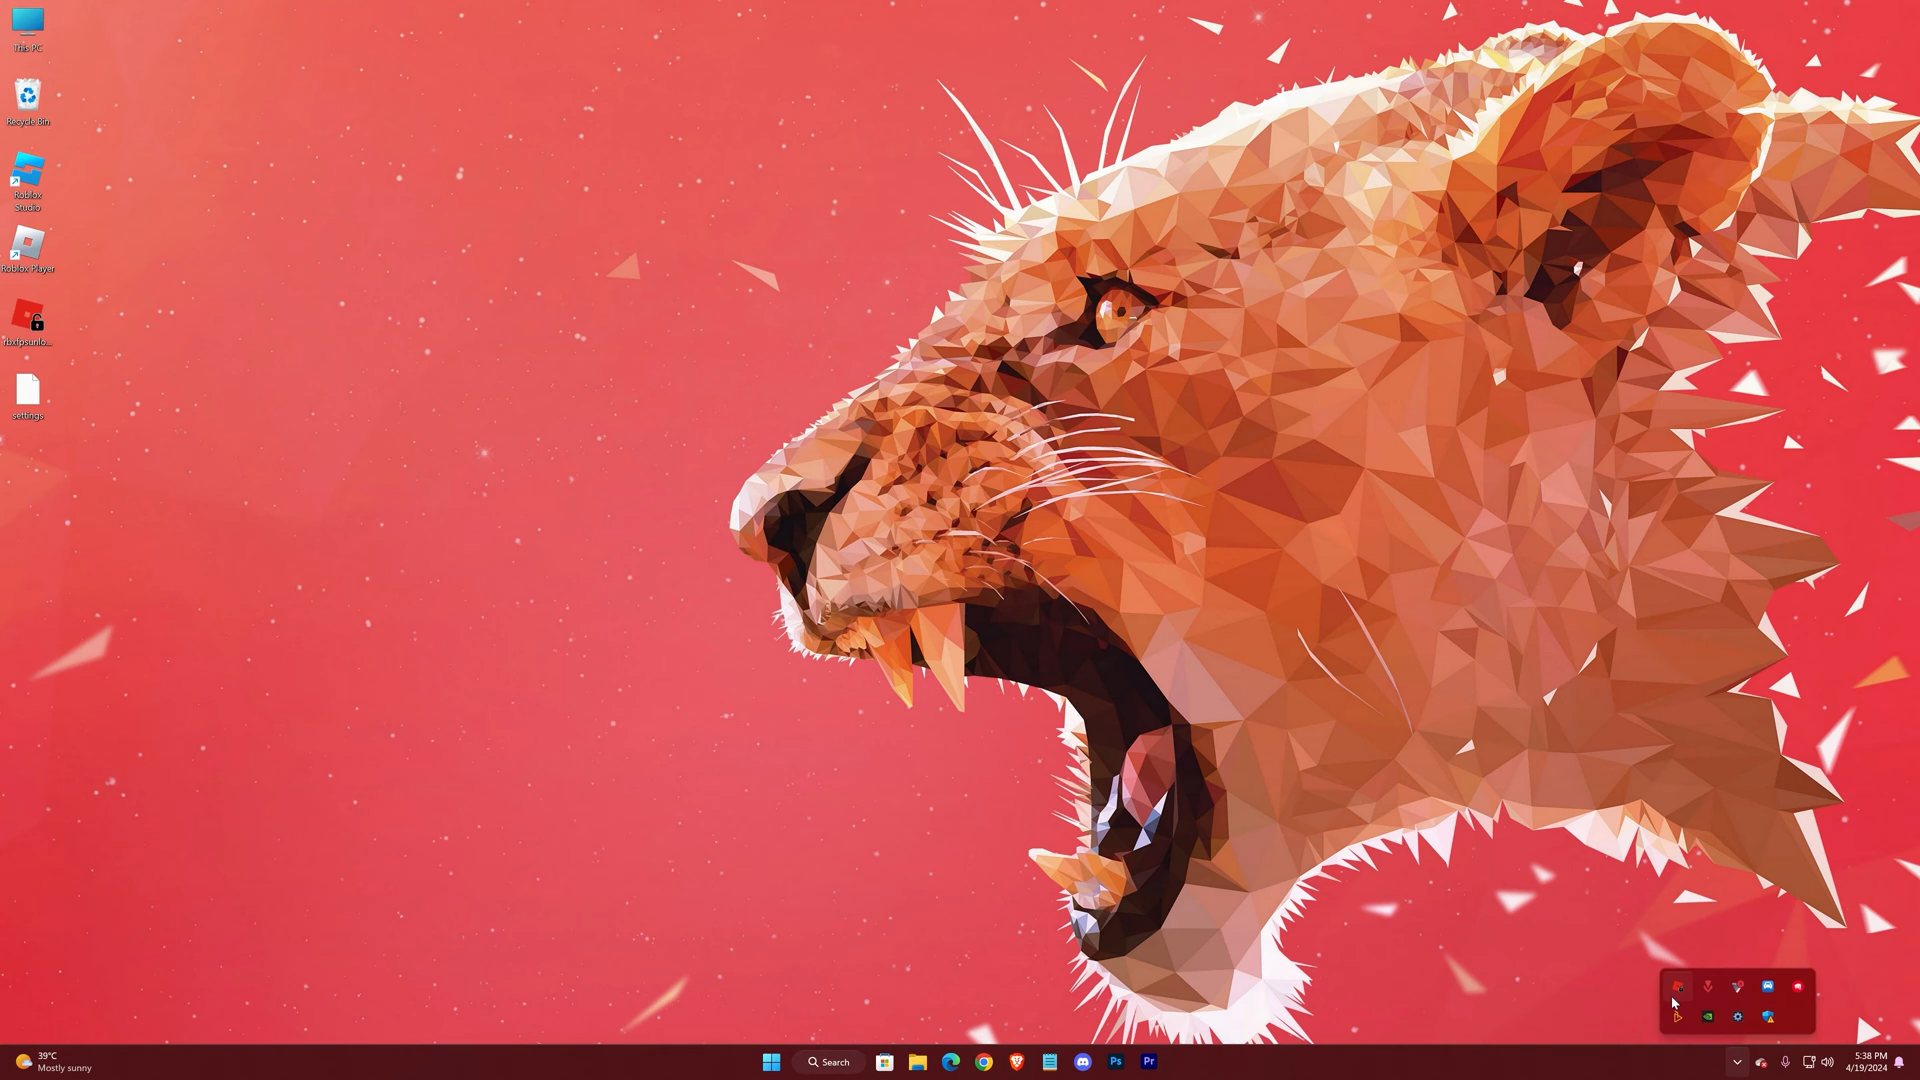 This PC
Recycle Bin
Roblox
Studio
Roblox Player
rbxfpsunlo...
settings
39°C
Mostly sunny
Search
Ps
Pr
5:38 PM
4/19/2024